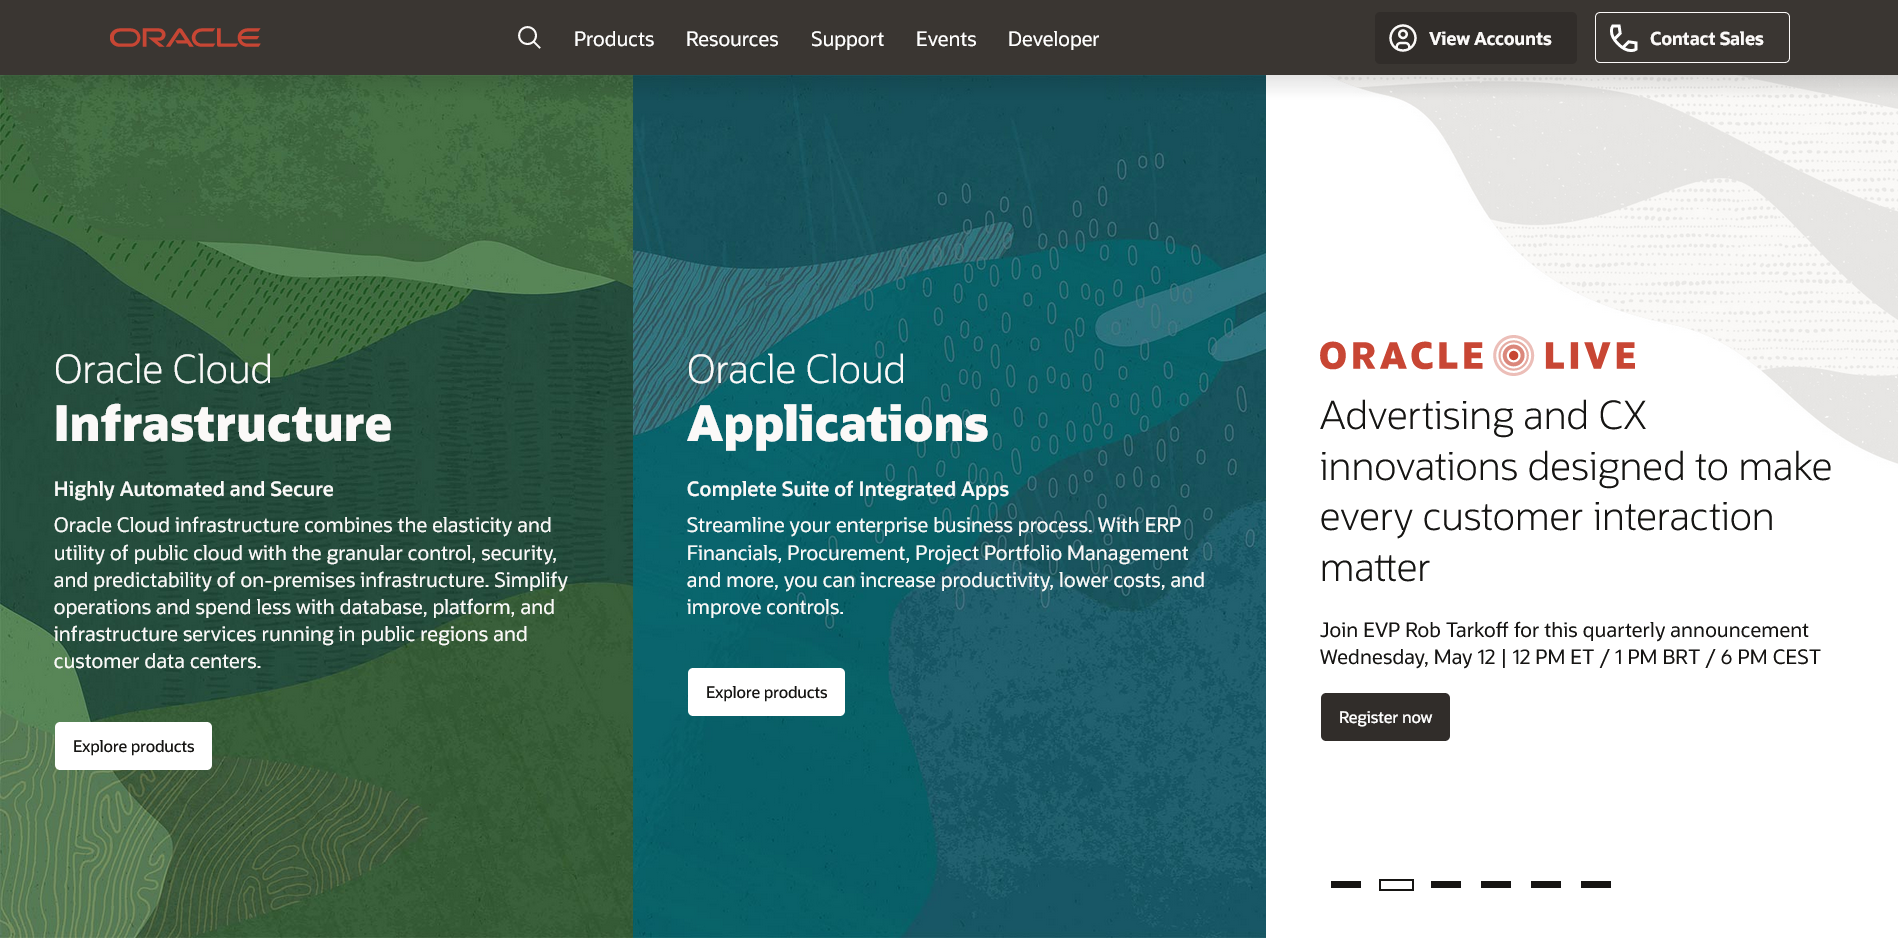 ORACLE
Products
Resources
Support
Events
Developer
View Accounts
Contact Sales
Oracle Cloud
Infrastructure
Highly Automated and Secure
Oracle Cloud infrastructure combines the elasticity and
utility of public cloud with the granular control, security,
and predictability of on-premises infrastructure. Simplify
operations and spend less with database, platform, and
infrastructure services running in public regions and
customer data centers.
Explore products
Oracle Cloud
Applications
Complete Suite of Integrated Apps
Streamline your enterprise business process. With ERP
Financials, Procurement, Project Portfolio Management
and more, you can increase productivity, lower costs, and
improve controls.
Explore products
ORACLE LIVE
Advertising and CX
innovations designed to make
every customer interaction
matter
Join EVP Rob Tarkoff for this quarterly announcement
Wednesday, May 12 | 12 PM ET / 1 PM BRT / 6 PM CEST
Register now